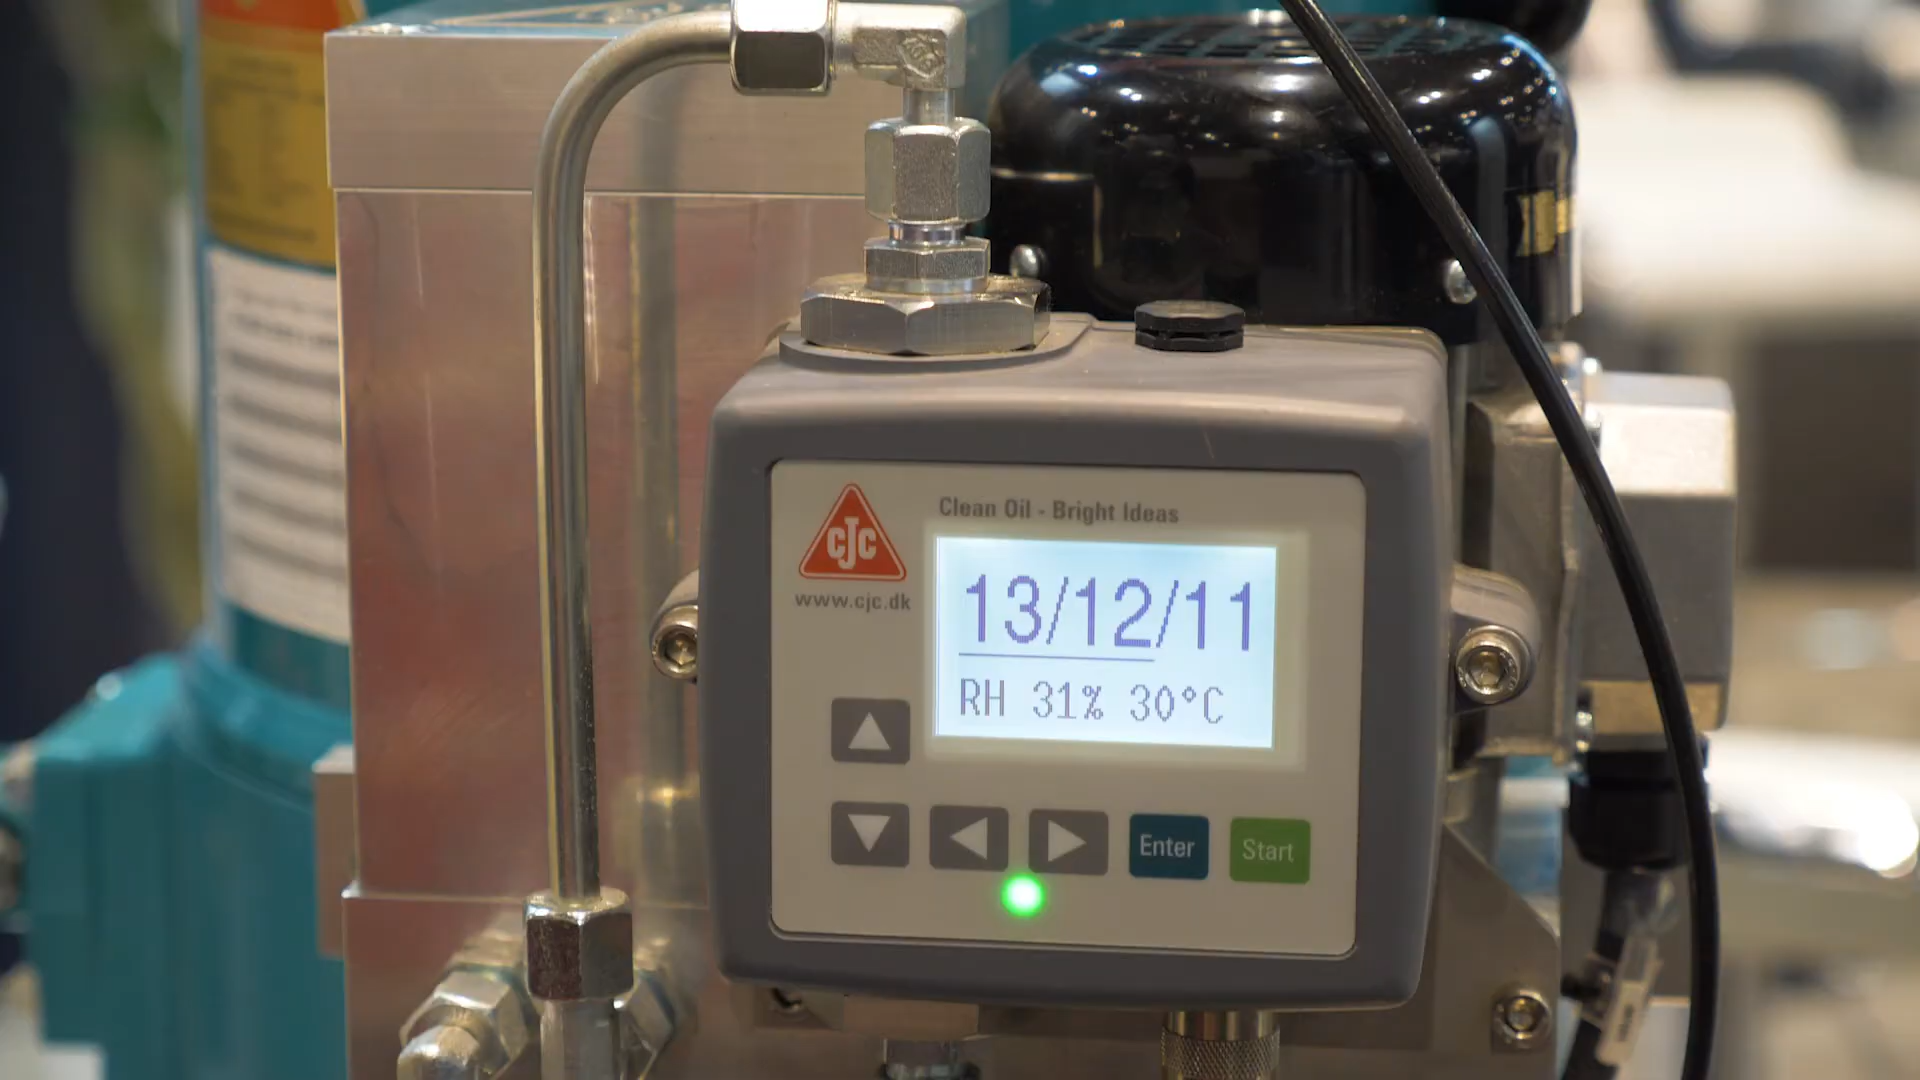 Clean Oil - Bright Ideas
CJC
www.cjc.dk
13/12/11
RH 31% 30°C
Enter
Start